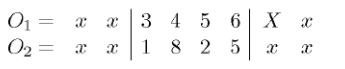 O₁ = x x | 3 4 5 6 | X x
O₂ = x x | 1 8 2 5 | x x